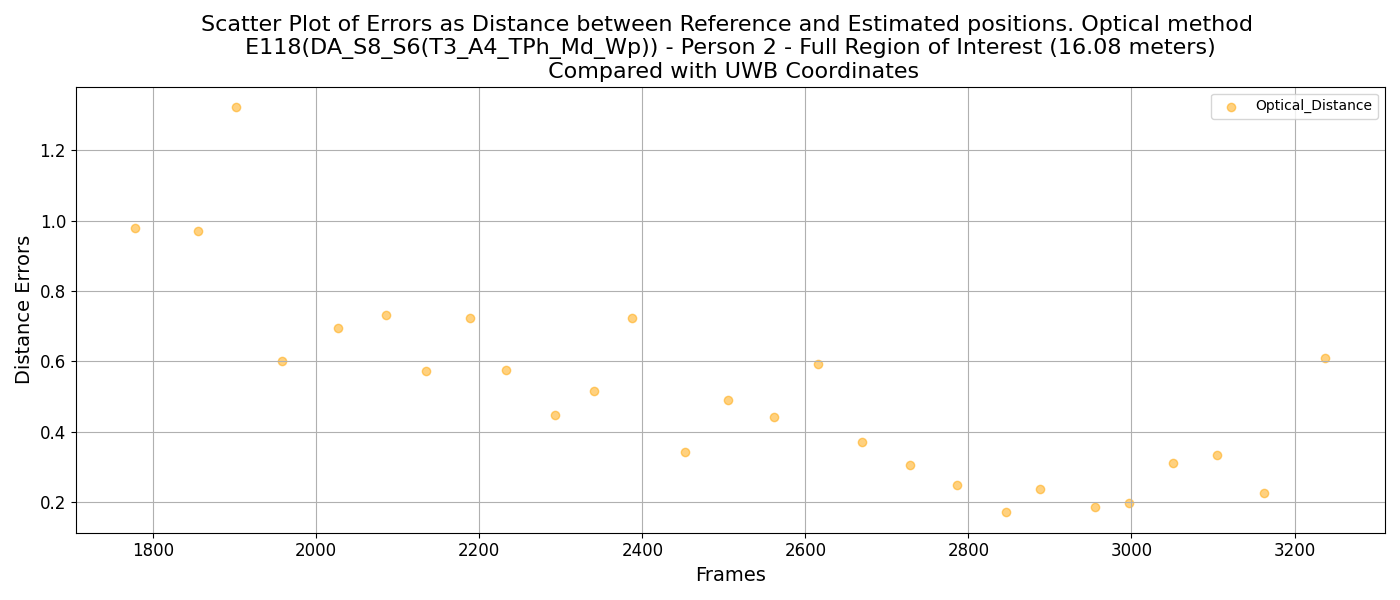 Scatter Plot of Errors as Distance between Reference and Estimated positions. Optical method
E118(DA_S8_S6(T3_A4_TPh_Md_Wp)) - Person 2 - Full Region of Interest (16.08 meters)
Compared with UWB Coordinates
Optical_Distance
Distance Errors
1.2
1.0
0.8
0.6
0.4
0.2
1800 2000 2200 2400 2600 2800 3000 3200
Frames